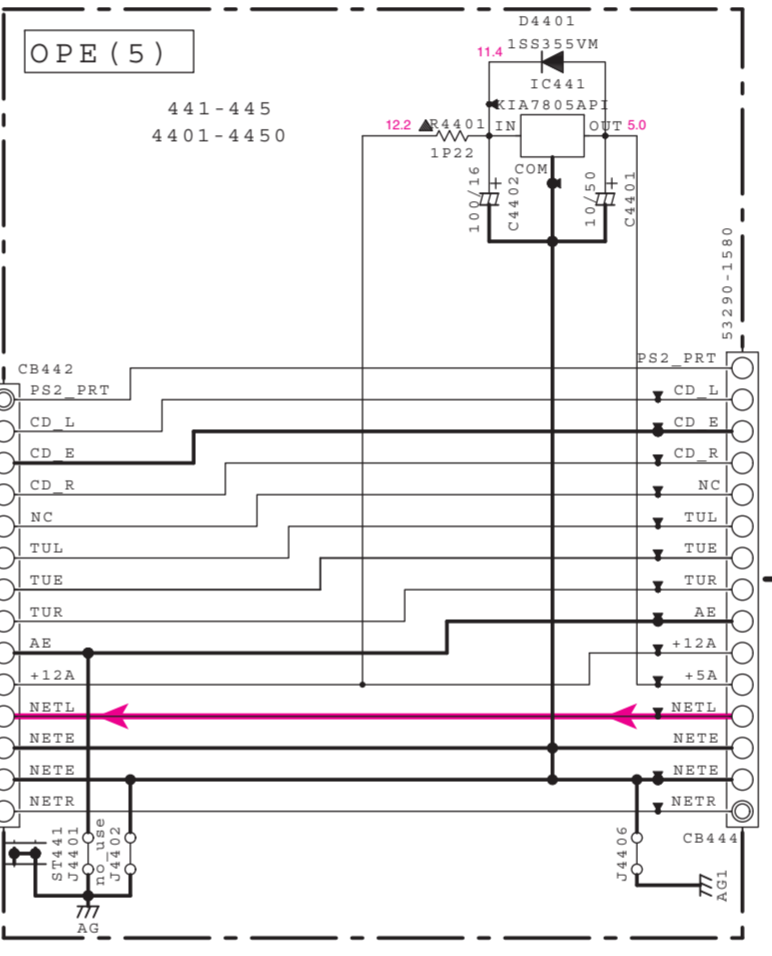 D4401
1SS355VM
OPE(5)
11.4
IC441
441-445
KIA7805API
4401-4450
12.2
R4401
IN
OUT
5.0
1P22
COM
100/16
C4402
10/50
C4401
53290-1580
CB442
PS2_PRT
PS2_PRT
CD_L
CD_L
CD_E
CD_E
CD_R
CD_R
NC
NC
TUL
TUL
TUE
TUE
TUR
TUR
AE
AE
+12A
+12A
+5A
NETL
NETL
NETE
NETE
NETE
NETE
NETR
NETR
CB444
ST441
J4401
no_use
J4402
J4406
AG1
AG